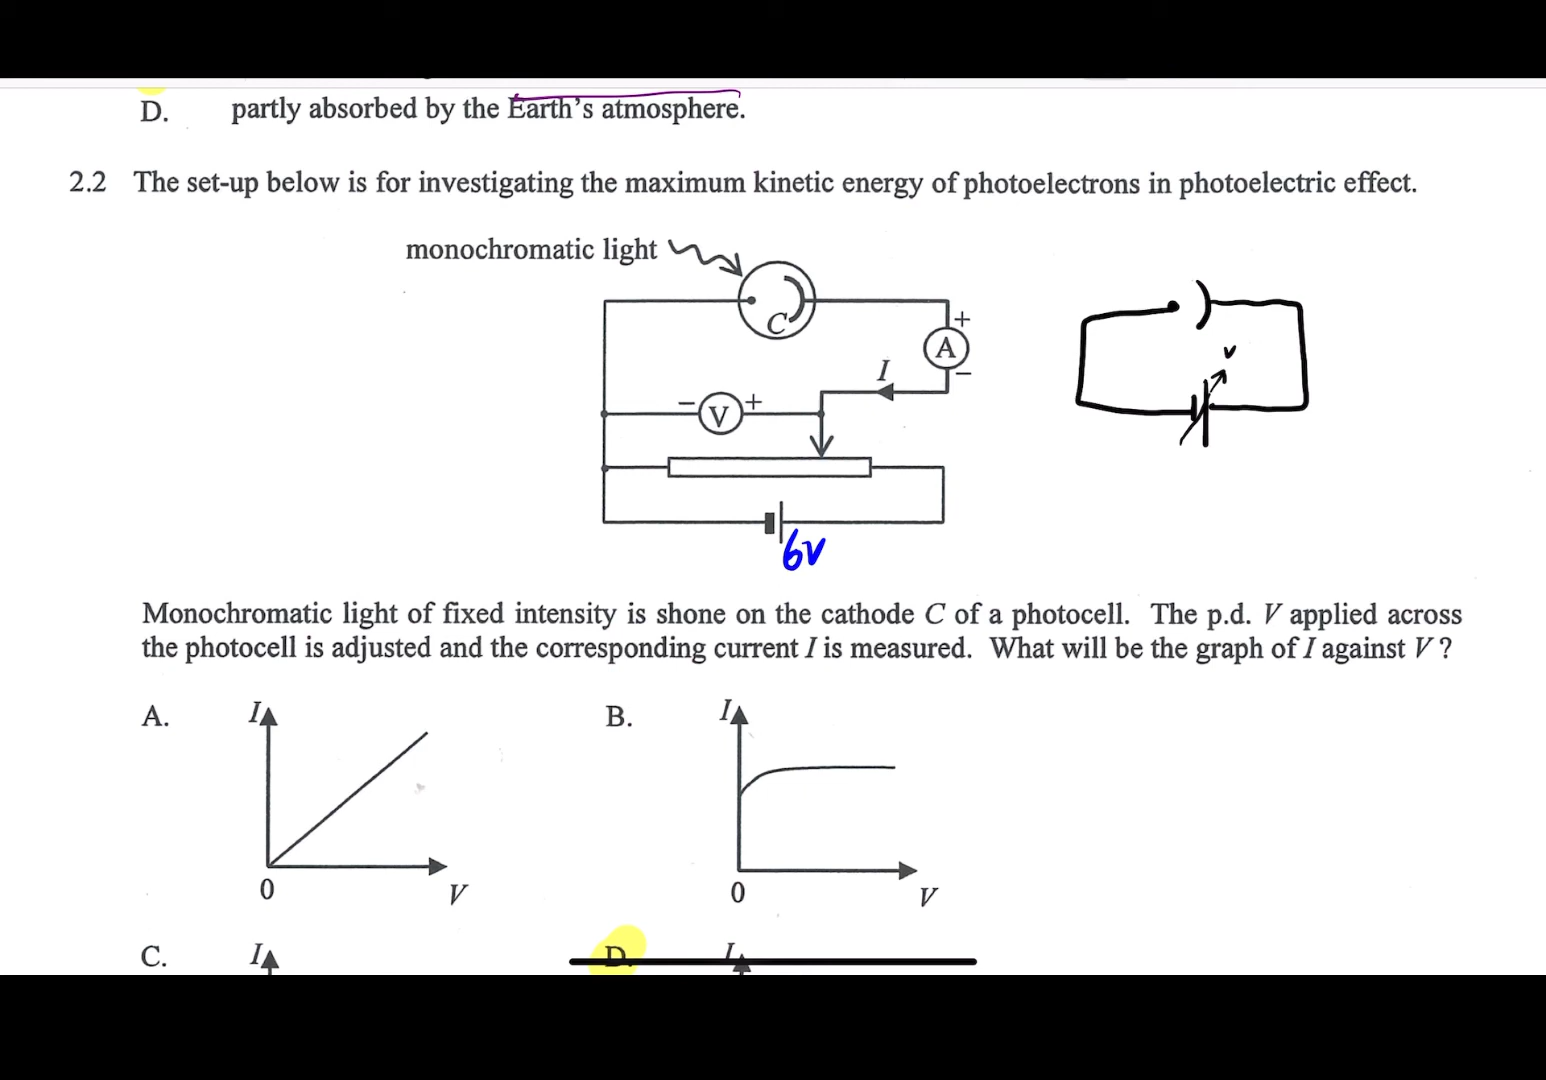 D. partly absorbed by the Earth's atmosphere.
2.2 The set-up below is for investigating the maximum kinetic energy of photoelectrons in photoelectric effect.
monochromatic light
C
+
A
−
I
− V +
v
6V
Monochromatic light of fixed intensity is shone on the cathode C of a photocell. The p.d. V applied across
the photocell is adjusted and the corresponding current I is measured. What will be the graph of I against V ?
A. I
0 V
B. I
0 V
C. I
D. I